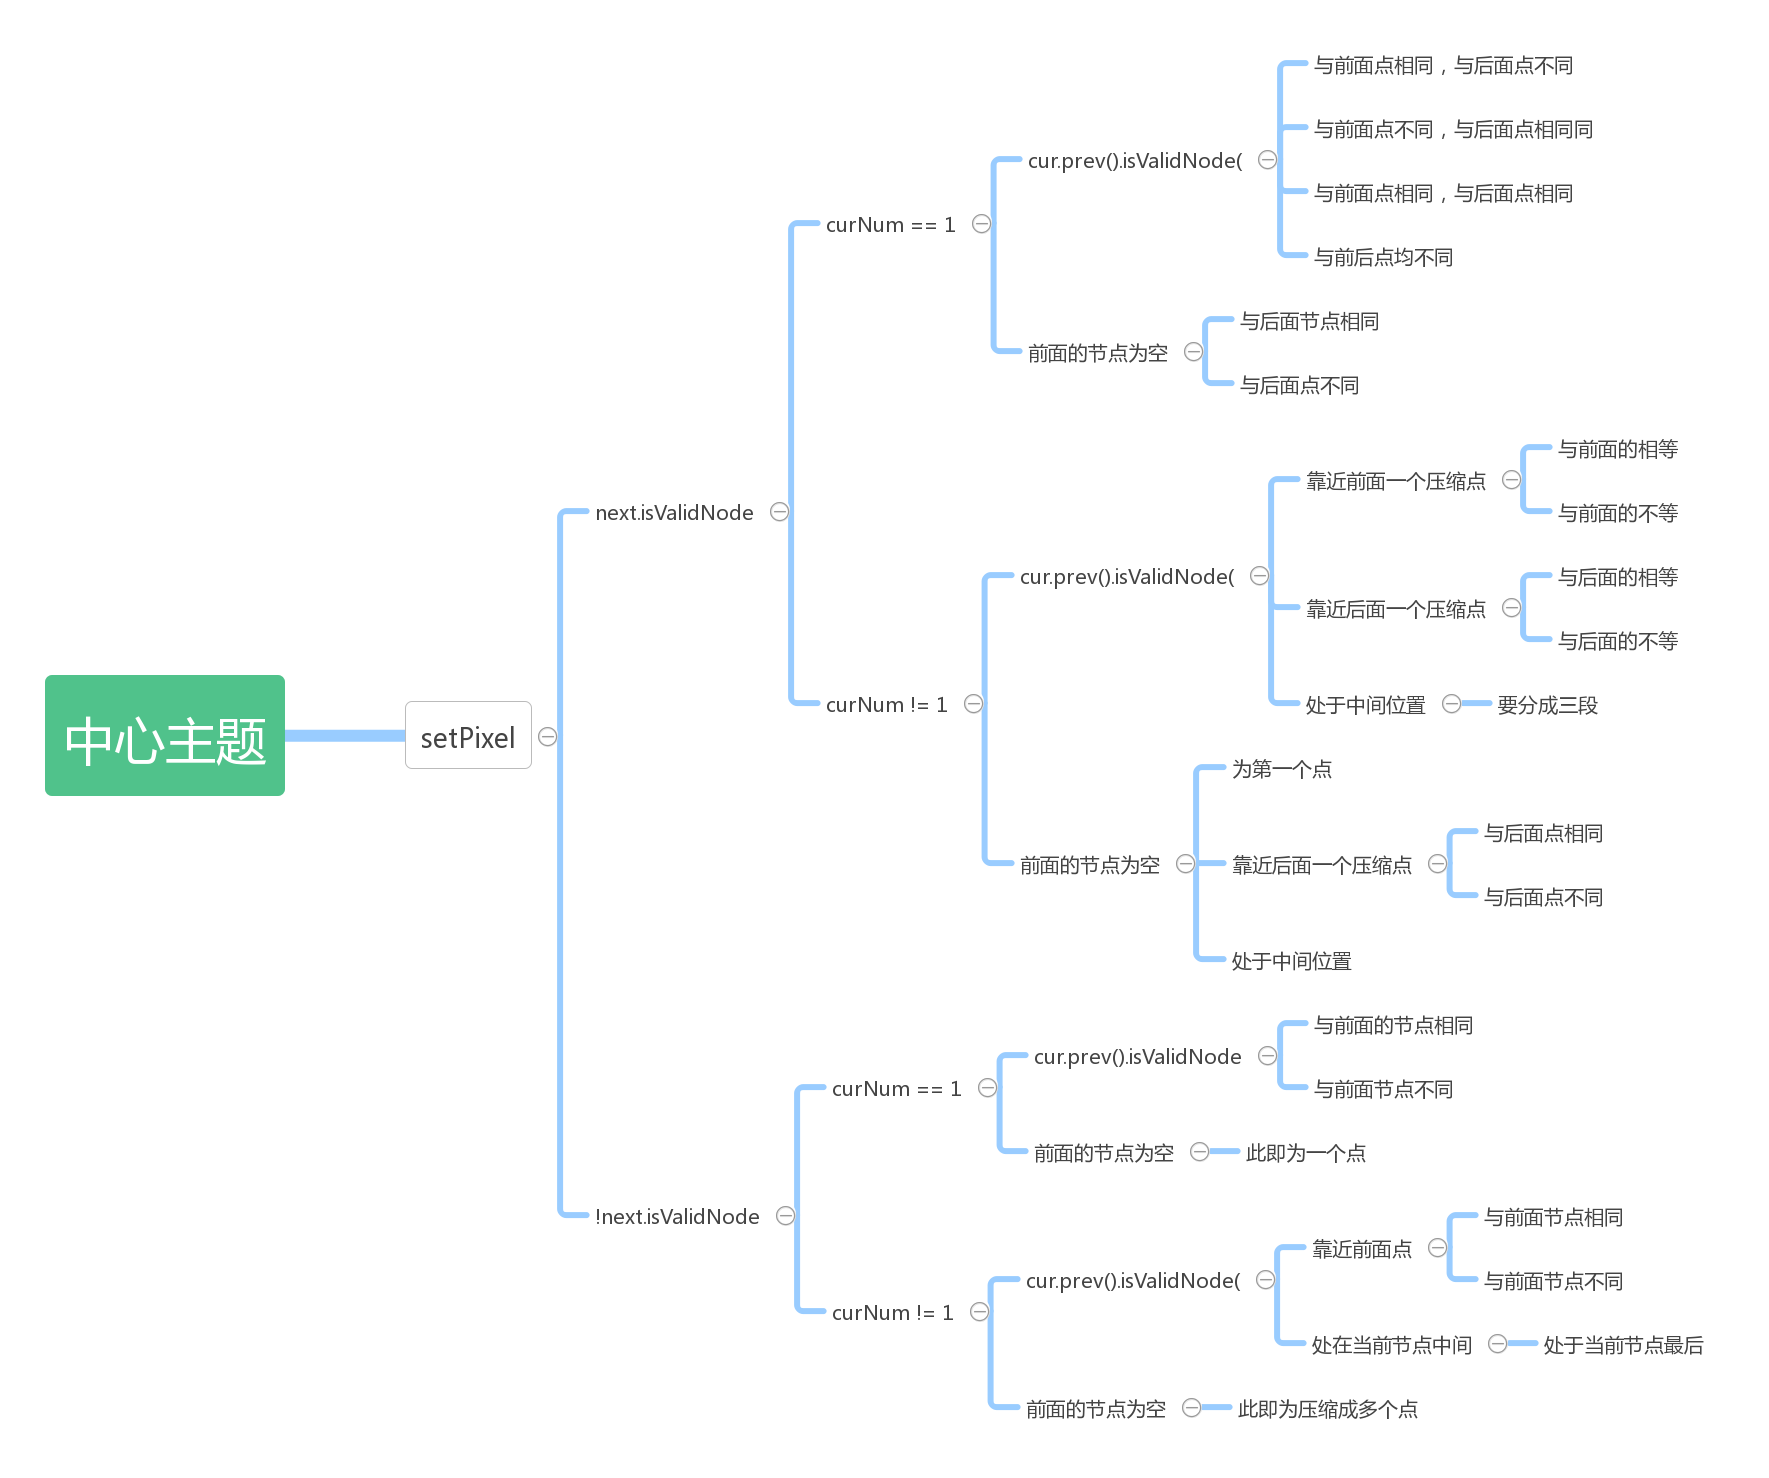 中心主题
setPixel
next.isValidNode
curNum == 1
cur.prev().isValidNode(
与前面点相同，与后面点不同
与前面点不同，与后面点相同同
与前面点相同，与后面点相同
与前后点均不同
前面的节点为空
与后面节点相同
与后面点不同
curNum != 1
cur.prev().isValidNode(
靠近前面一个压缩点
与前面的相等
与前面的不等
靠近后面一个压缩点
与后面的相等
与后面的不等
处于中间位置
要分成三段
前面的节点为空
为第一个点
靠近后面一个压缩点
与后面点相同
与后面点不同
处于中间位置
!next.isValidNode
curNum == 1
cur.prev().isValidNode
与前面的节点相同
与前面节点不同
前面的节点为空
此即为一个点
curNum != 1
cur.prev().isValidNode(
靠近前面点
与前面节点相同
与前面节点不同
处在当前节点中间
处于当前节点最后
前面的节点为空
此即为压缩成多个点